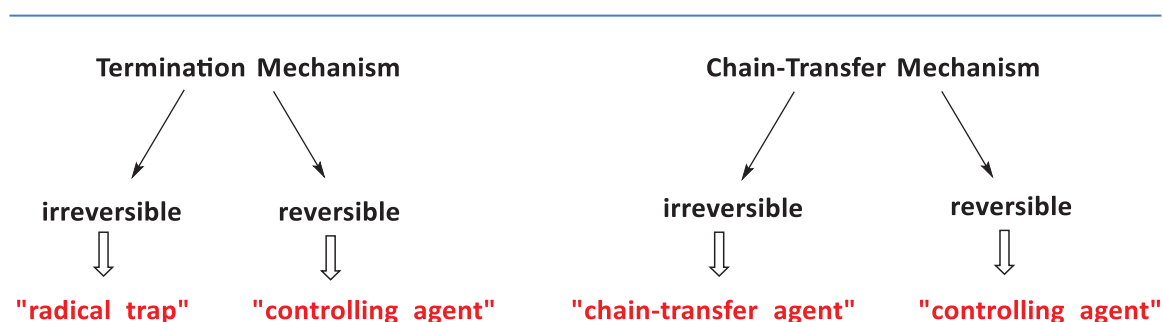 Termination Mechanism
Chain-Transfer Mechanism
irreversible
reversible
irreversible
reversible
"radical trap"
"controlling agent"
"chain-transfer agent"
"controlling agent"